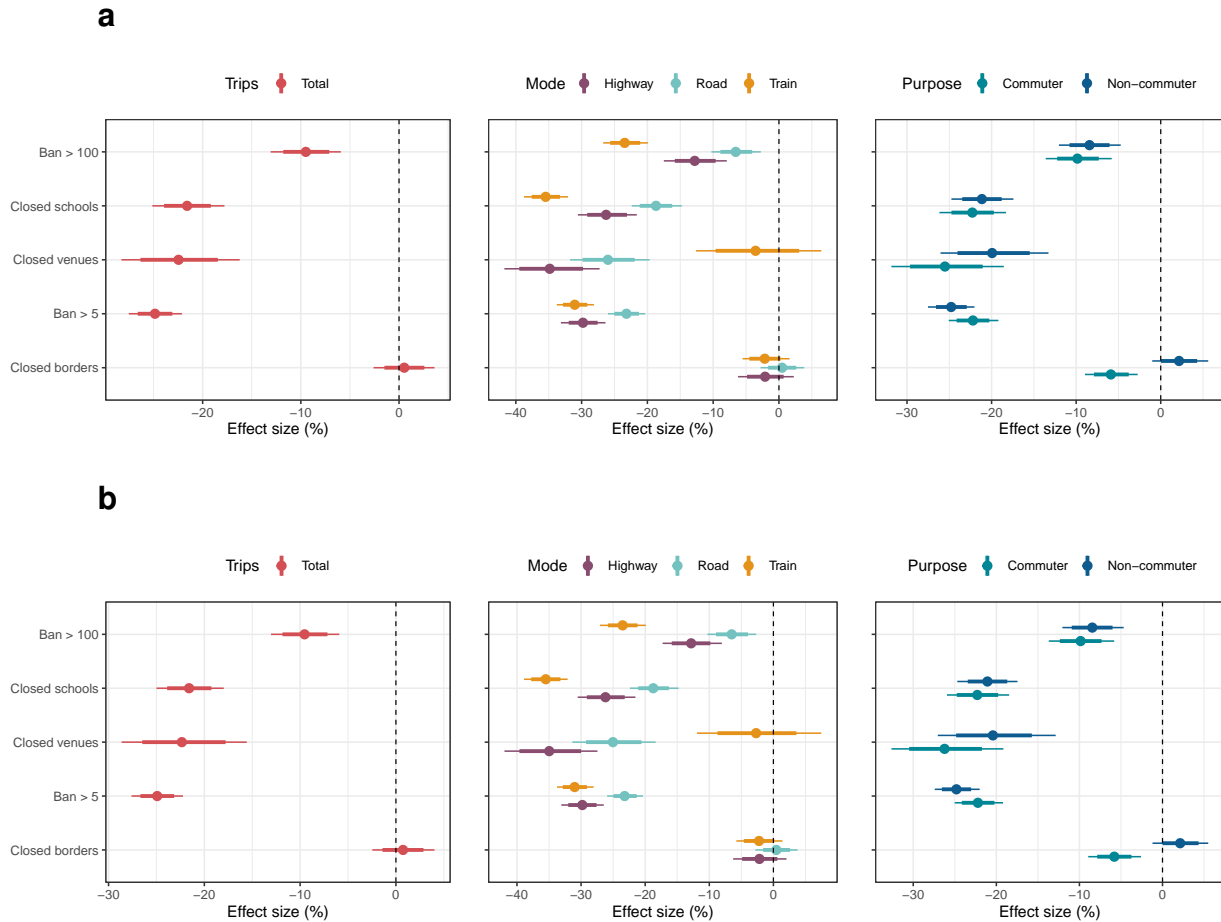 a
Trips Total
Mode Highway Road Train
Purpose Commuter Non−commuter
Ban > 100
Closed schools
Closed venues
Ban > 5
Closed borders
−20 −10 0
−40 −30 −20 −10 0
−30 −20 −10 0
Effect size (%)
Effect size (%)
Effect size (%)
b
Trips Total
Mode Highway Road Train
Purpose Commuter Non−commuter
Ban > 100
Closed schools
Closed venues
Ban > 5
Closed borders
−30 −20 −10 0
−40 −30 −20 −10 0
−30 −20 −10 0
Effect size (%)
Effect size (%)
Effect size (%)